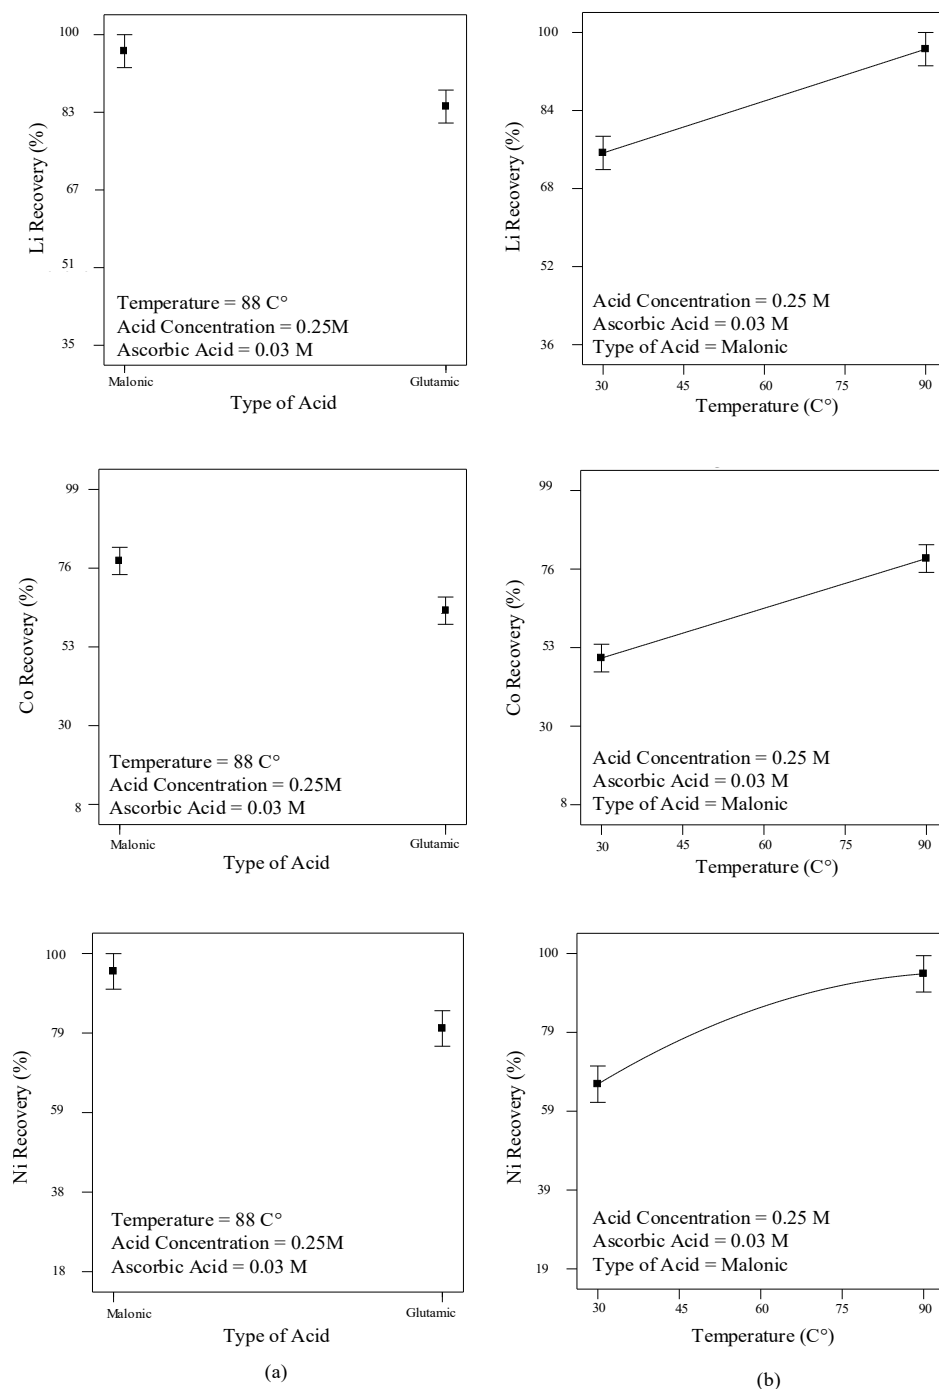 100
83
67
51
35
Li Recovery (%)
Temperature = 88 C°
Acid Concentration = 0.25M
Ascorbic Acid = 0.03 M
Malonic
Glutamic
Type of Acid
100
84
68
52
36
Li Recovery (%)
Acid Concentration = 0.25 M
Ascorbic Acid = 0.03 M
Type of Acid = Malonic
30 45 60 75 90
Temperature (C°)
99
76
53
30
8
Co Recovery (%)
Temperature = 88 C°
Acid Concentration = 0.25M
Ascorbic Acid = 0.03 M
Malonic
Glutamic
Type of Acid
99
76
53
30
8
Co Recovery (%)
Acid Concentration = 0.25 M
Ascorbic Acid = 0.03 M
Type of Acid = Malonic
30 45 60 75 90
Temperature (C°)
100
79
59
38
18
Ni Recovery (%)
Temperature = 88 C°
Acid Concentration = 0.25M
Ascorbic Acid = 0.03 M
Malonic
Glutamic
Type of Acid
(a)
100
79
59
39
19
Ni Recovery (%)
Acid Concentration = 0.25 M
Ascorbic Acid = 0.03 M
Type of Acid = Malonic
30 45 60 75 90
Temperature (C°)
(b)